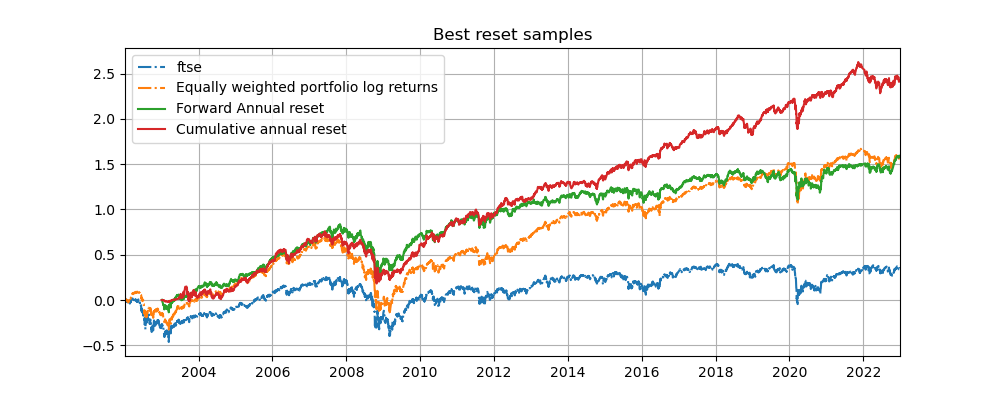 Best reset samples
ftse
Equally weighted portfolio log returns
Forward Annual reset
Cumulative annual reset
2.5
2.0
1.5
1.0
0.5
0.0
−0.5
2004 2006 2008 2010 2012 2014 2016 2018 2020 2022